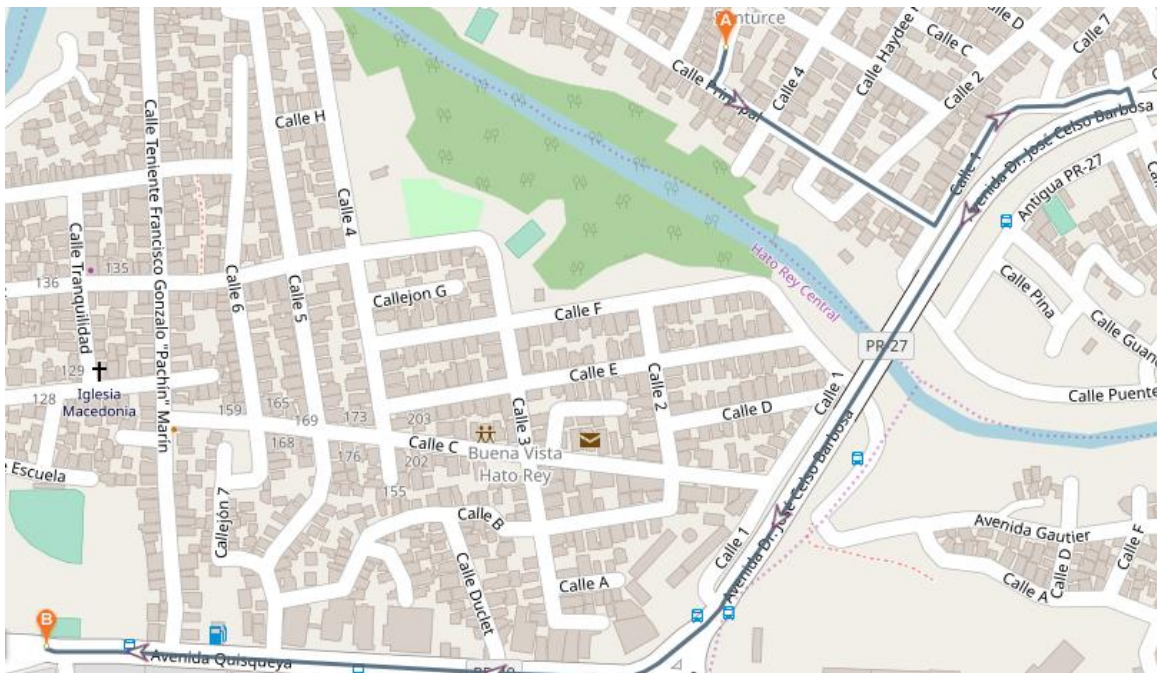 A
Calle D
Calle 7
Calle C
Calle Haydee
Calle Principal
Calle 4
Calle 2
Avenida Dr. José Celso Barbosa
Calle H
Calle 1
Antigua PR-27
Calle Teniente Francisco Gonzalo "Pachín" Marín
Calle 4
Calle Tranquilidad
135
136
Hato Rey Central
Calle 6
Calle 5
Callejon G
Calle Pina
Calle F
Calle Guano
PR-27
129
Iglesia
Macedonia
128
Calle E
Calle 2
Calle 1
Calle Puente
159
165
169
173
203
Calle D
168
176
202
Calle C
Calle 3
Buena Vista
Hato Rey
Avenida Dr. José Celso Barbosa
Escuela
155
Callejón 7
Calle B
Calle 1
Avenida Gautier
Calle F
Calle D
Calle A
Calle A
Calle Duclet
B
Avenida Quisqueya